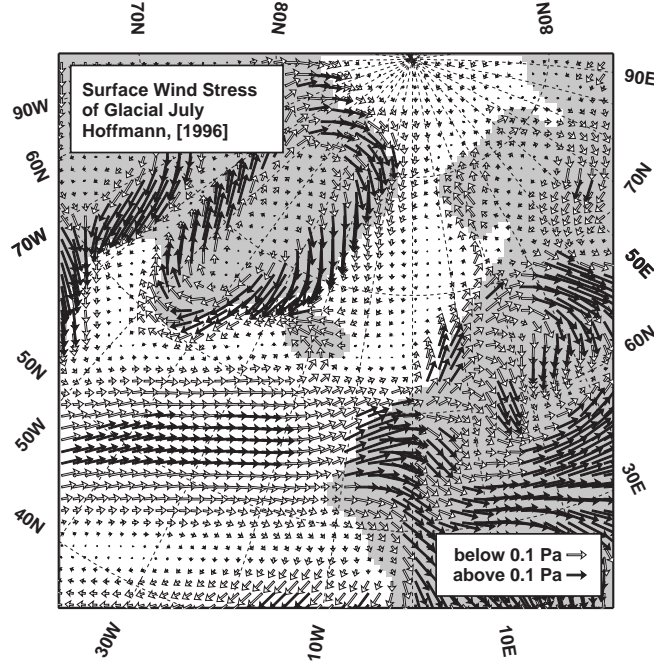 70N
80N
80N
90E
90W
Surface Wind Stress
of Glacial July
Hoffmann, [1996]
60N
70N
70W
50E
50N
60N
50W
30E
40N
below 0.1 Pa
above 0.1 Pa
30W
10W
10E